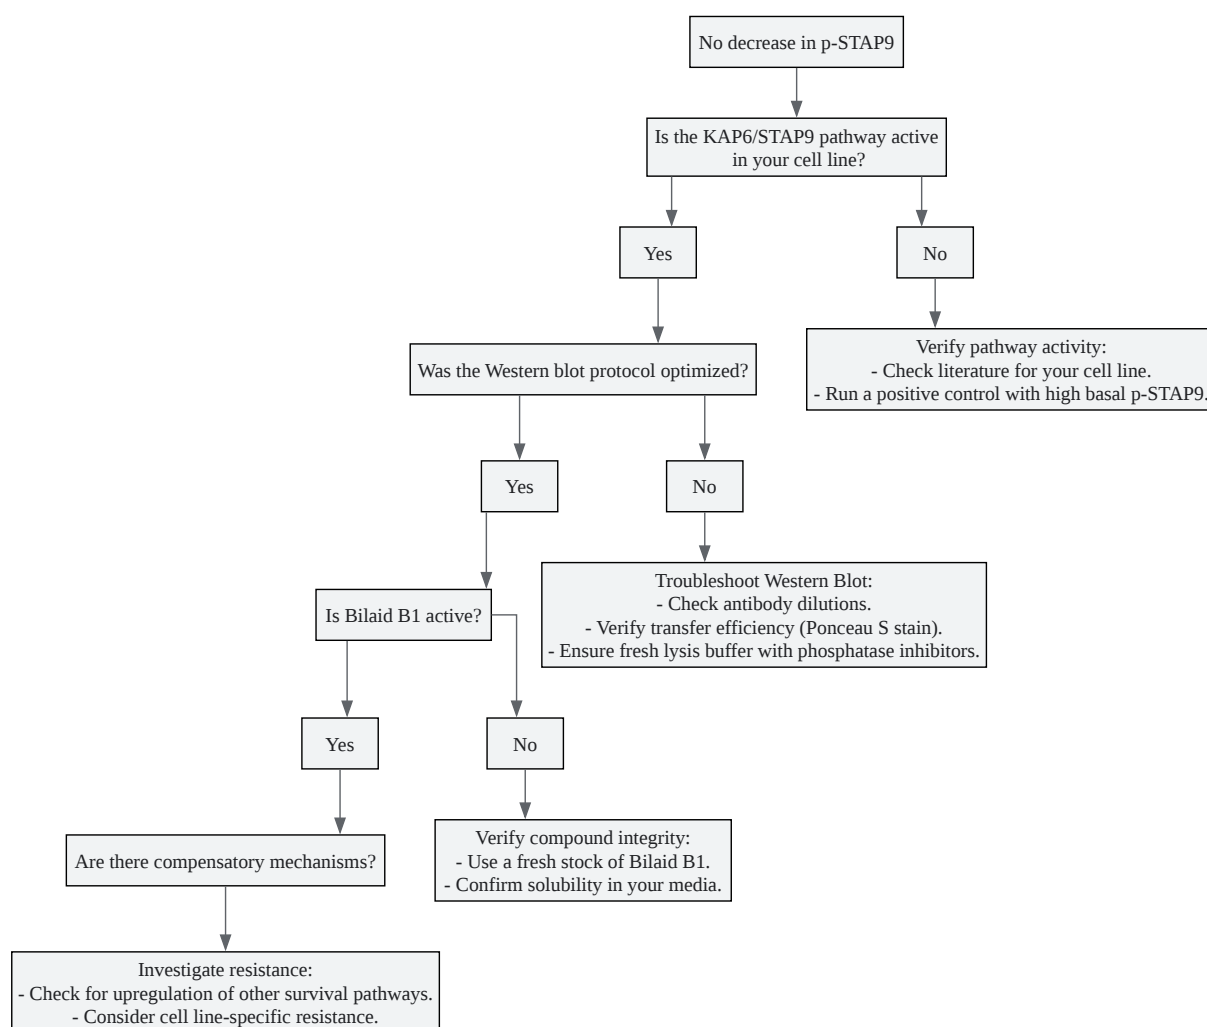 No decrease in p-STAP9
Is the KAP6/STAP9 pathway active
in your cell line?
Yes
No
Verify pathway activity:
- Check literature for your cell line.
- Run a positive control with high basal p-STAP9.
Was the Western blot protocol optimized?
Yes
No
Troubleshoot Western Blot:
- Check antibody dilutions.
- Verify transfer efficiency (Ponceau S stain).
- Ensure fresh lysis buffer with phosphatase inhibitors.
Is Bilaid B1 active?
Yes
No
Verify compound integrity:
- Use a fresh stock of Bilaid B1.
- Confirm solubility in your media.
Are there compensatory mechanisms?
Investigate resistance:
- Check for upregulation of other survival pathways.
- Consider cell line-specific resistance.